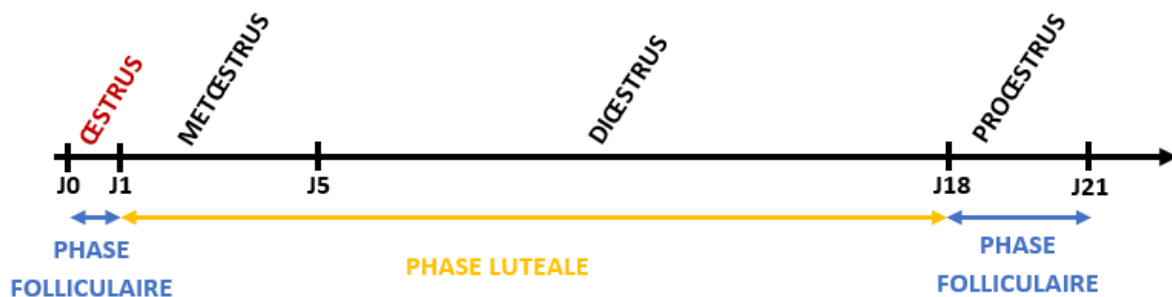 ŒSTRUS
METŒSTRUS
DIŒSTRUS
PROŒSTRUS
J0
J1
J5
J18
J21
PHASE
FOLLICULAIRE
PHASE LUTEALE
PHASE
FOLLICULAIRE